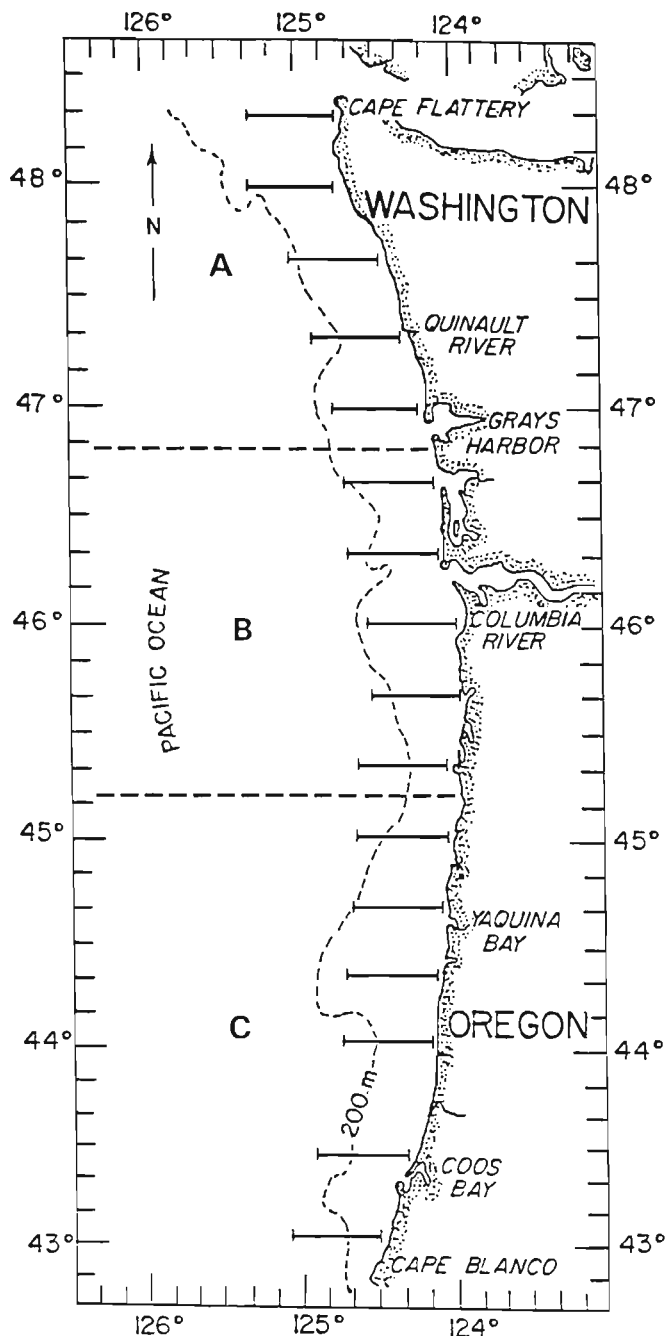 126° 125° 124°
CAPE FLATTERY
48° 48°
WASHINGTON
N
A
QUINAULT
RIVER
47° 47°
GRAYS
HARBOR
PACIFIC OCEAN
B
46° COLUMBIA 46°
RIVER
45° 45°
YAQUINA
BAY
C
OREGON
44° 44°
200 m
COOS
BAY
43° 43°
CAPE BLANCO
126° 125° 124°